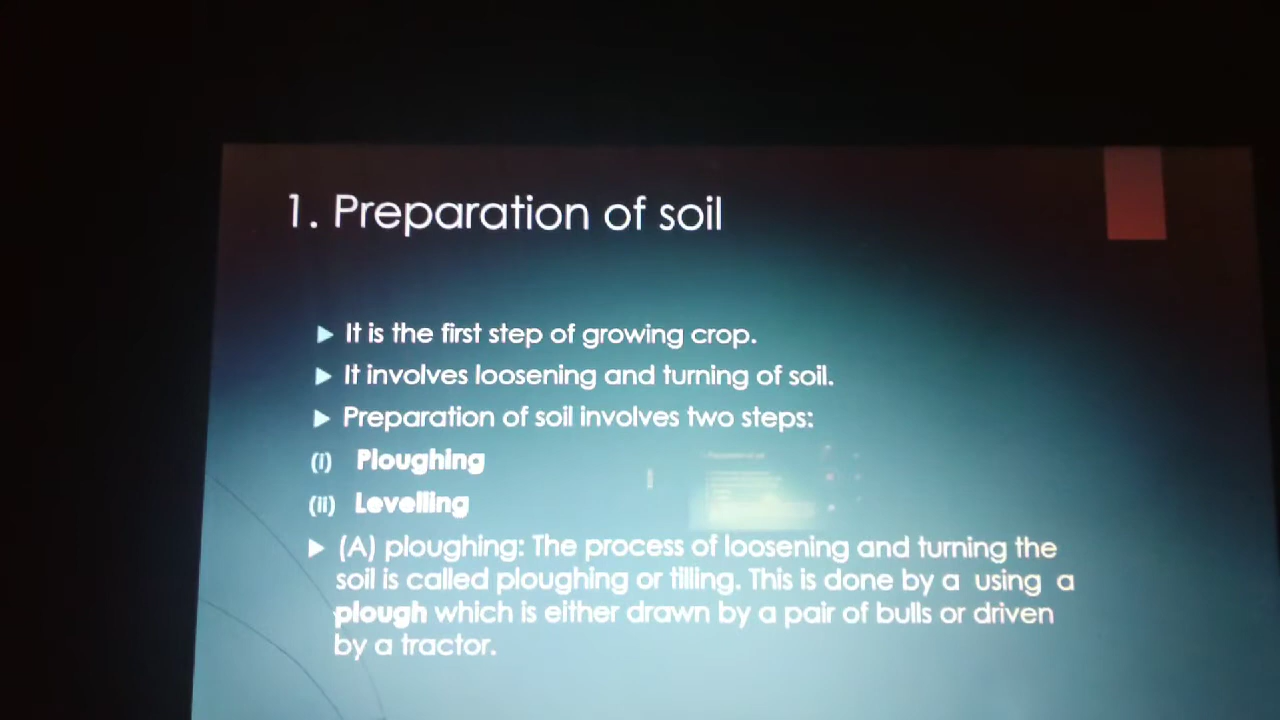 1. Preparation of soil
It is the first step of growing crop.
It involves loosening and turning of soil.
Preparation of soil involves two steps:
(i) Ploughing
(ii) Levelling
(A) ploughing: The process of loosening and turning the
soil is called ploughing or tilling. This is done by a using a
plough which is either drawn by a pair of bulls or driven
by a tractor.